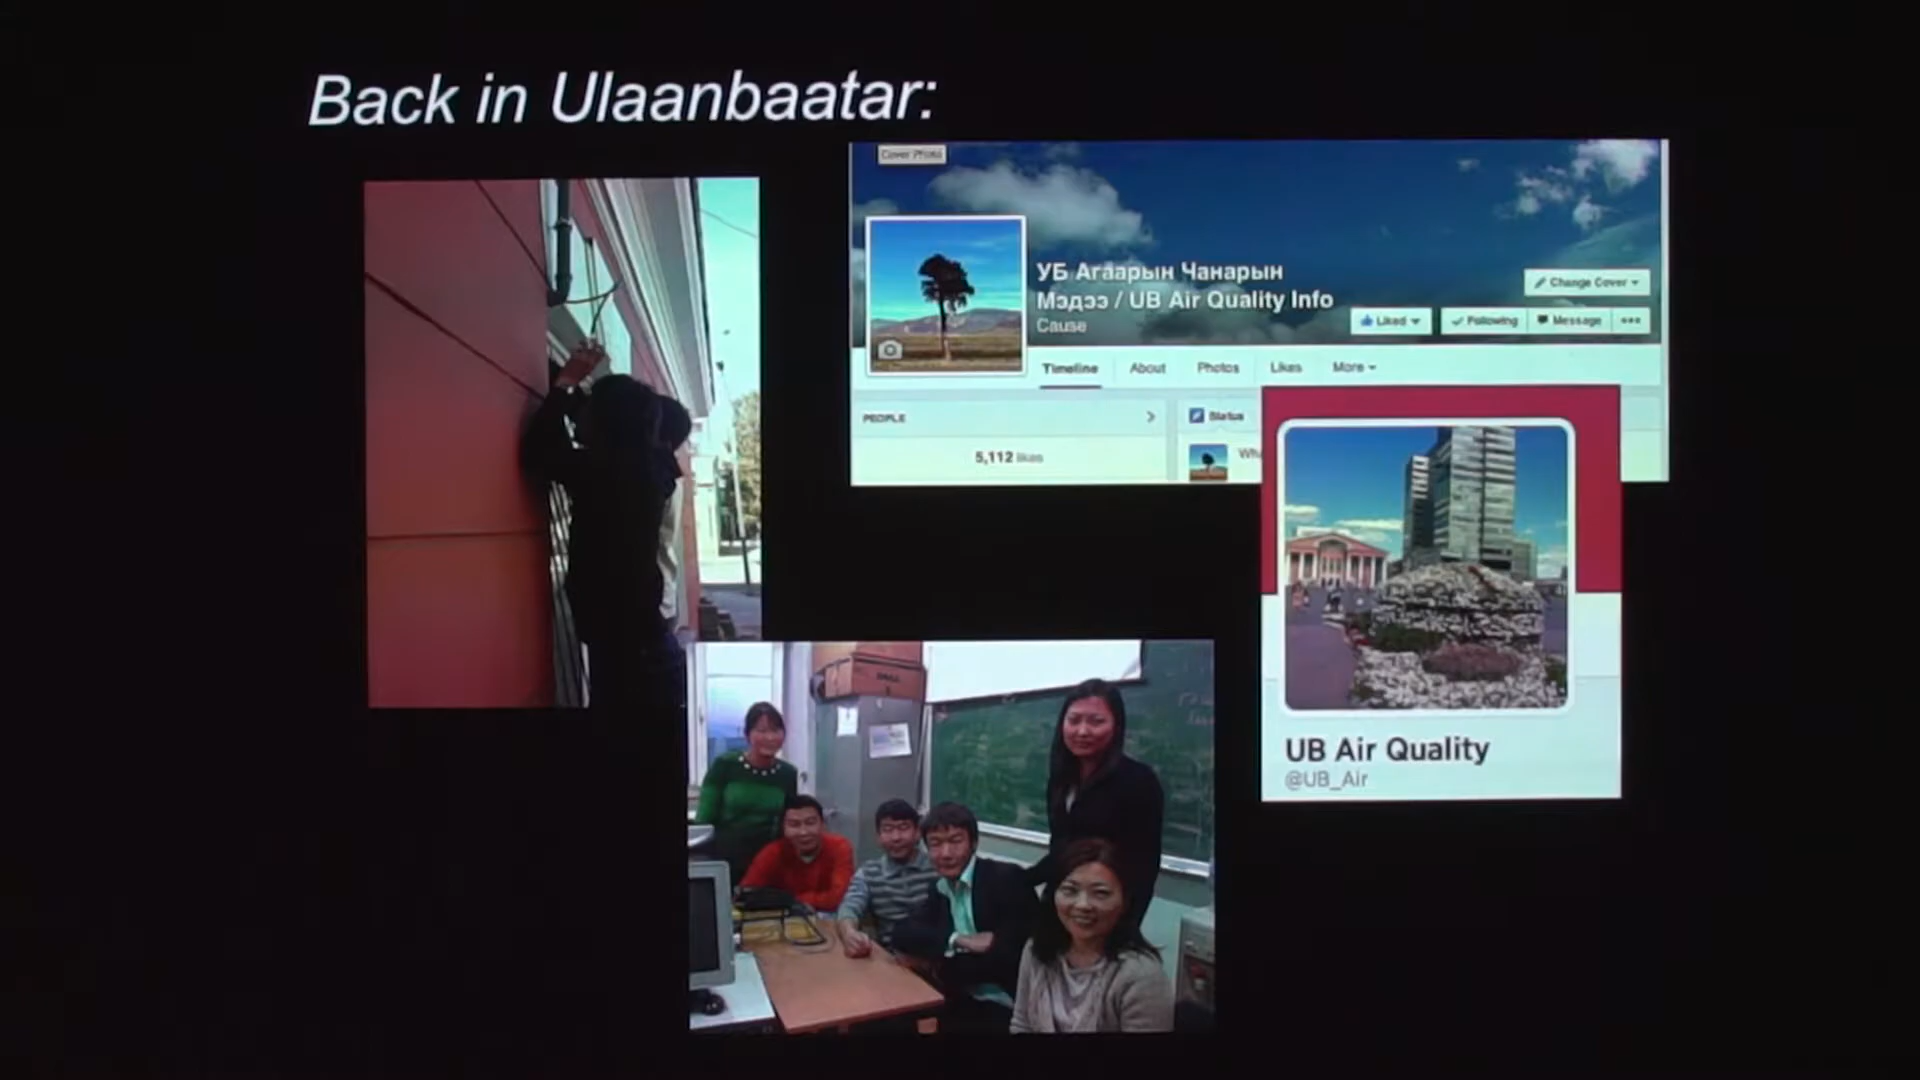 Back in Ulaanbaatar:
Cover Photo
УБ Агаарын Чанарын
Мэдээ / UB Air Quality Info
Cause
Change Cover
Liked
Following
Message
Timeline
About
Photos
Likes
More
PEOPLE
5,112 likes
Status
DELL
UB Air Quality
@UB_Air